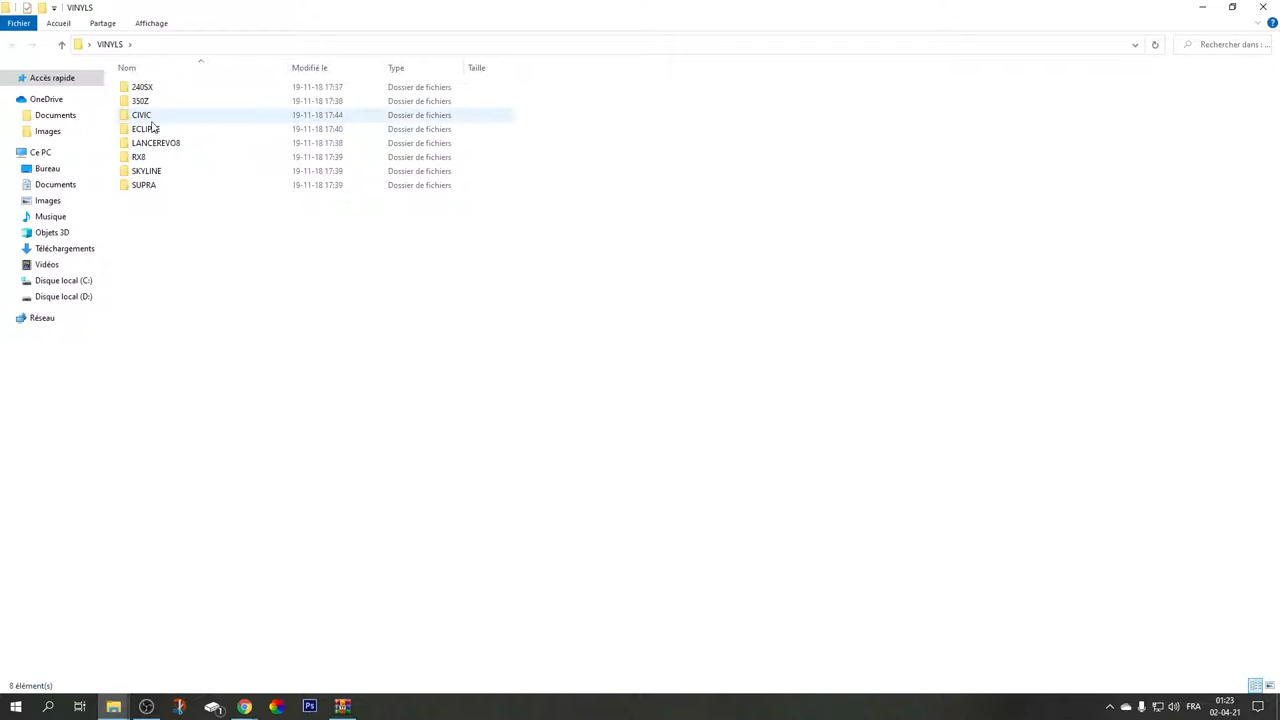 VINYLS
Fichier Accueil Partage Affichage
VINYLS
Rechercher dans : ...
Nom Modifié le Type Taille
Accès rapide
OneDrive
Documents
Images
Ce PC
Bureau
Documents
Images
Musique
Objets 3D
Téléchargements
Vidéos
Disque local (C:)
Disque local (D:)
Réseau
240SX 19-11-18 17:37 Dossier de fichiers
350Z 19-11-18 17:38 Dossier de fichiers
CIVIC 19-11-18 17:44 Dossier de fichiers
ECLIPSE 19-11-18 17:40 Dossier de fichiers
LANCEREVO8 19-11-18 17:38 Dossier de fichiers
RX8 19-11-18 17:39 Dossier de fichiers
SKYLINE 19-11-18 17:39 Dossier de fichiers
SUPRA 19-11-18 17:39 Dossier de fichiers
8 élément(s)
Ps
FRA
01:23
02-04-21